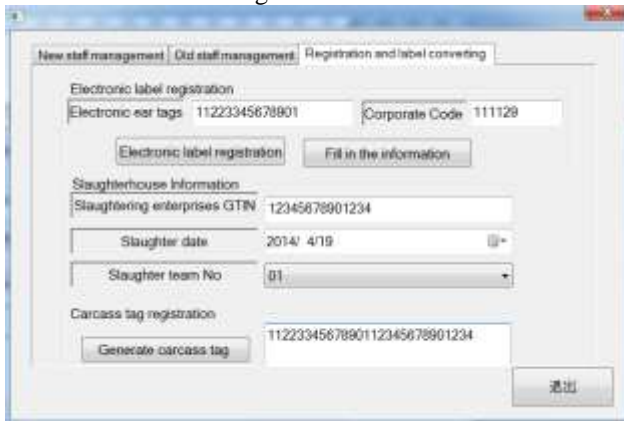 New staff management Old staff management Registration and label converting
Electronic label registration
Electronic ear tags 11223345678901 Corporate Code 111129
Electronic label registration Fill in the information
Slaughterhouse Information
Slaughtering enterprises GTIN 12345678901234
Slaughter date 2014/ 4/19
Slaughter team No 01
Carcass tag registration
Generate carcass tag 1122334567890112345678901234
退出